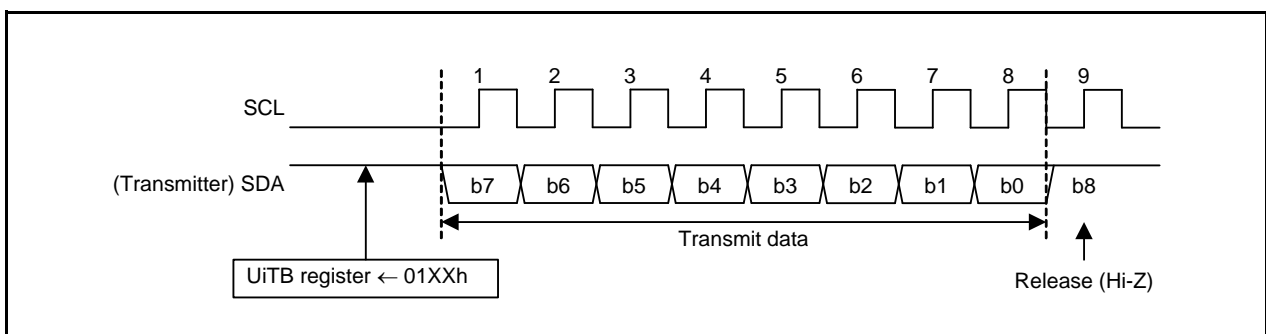 1 2 3 4 5 6 7 8 9
SCL
(Transmitter) SDA
b7 b6 b5 b4 b3 b2 b1 b0 b8
Transmit data
UiTB register ← 01XXh
Release (Hi-Z)